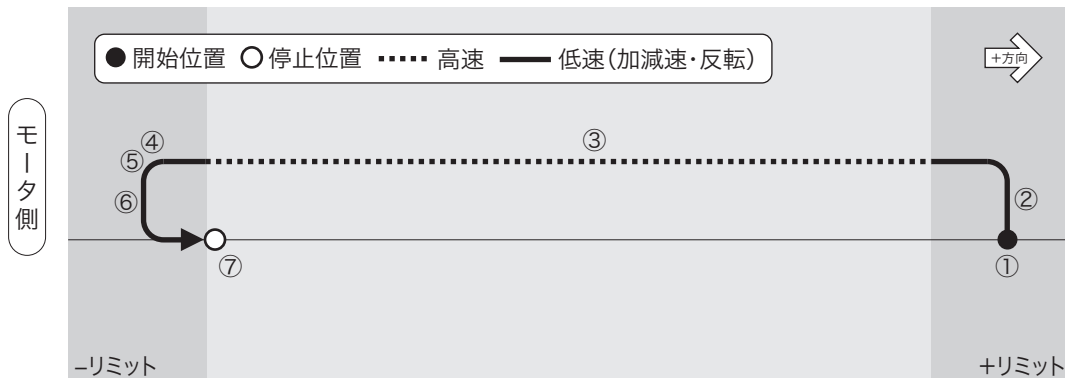 ●開始位置 ○停止位置 ・・・・・ 高速 ━━ 低速(加減速・反転)
+方向
モータ側
④
③
⑤
⑥
②
⑦
①
−リミット
+リミット